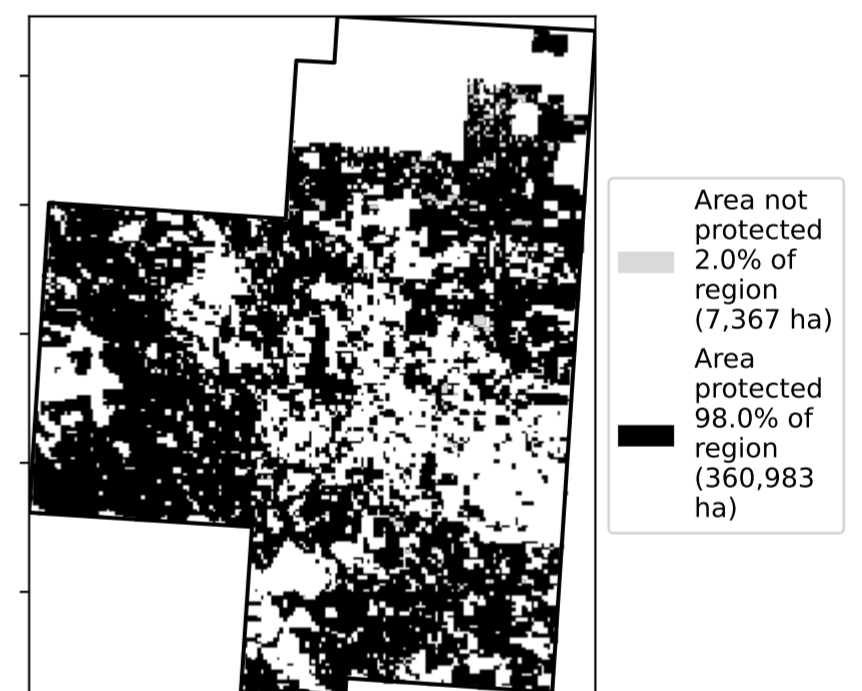 Area not
protected
2.0% of
region
(7,367 ha)
Area
protected
98.0% of
region
(360,983
ha)